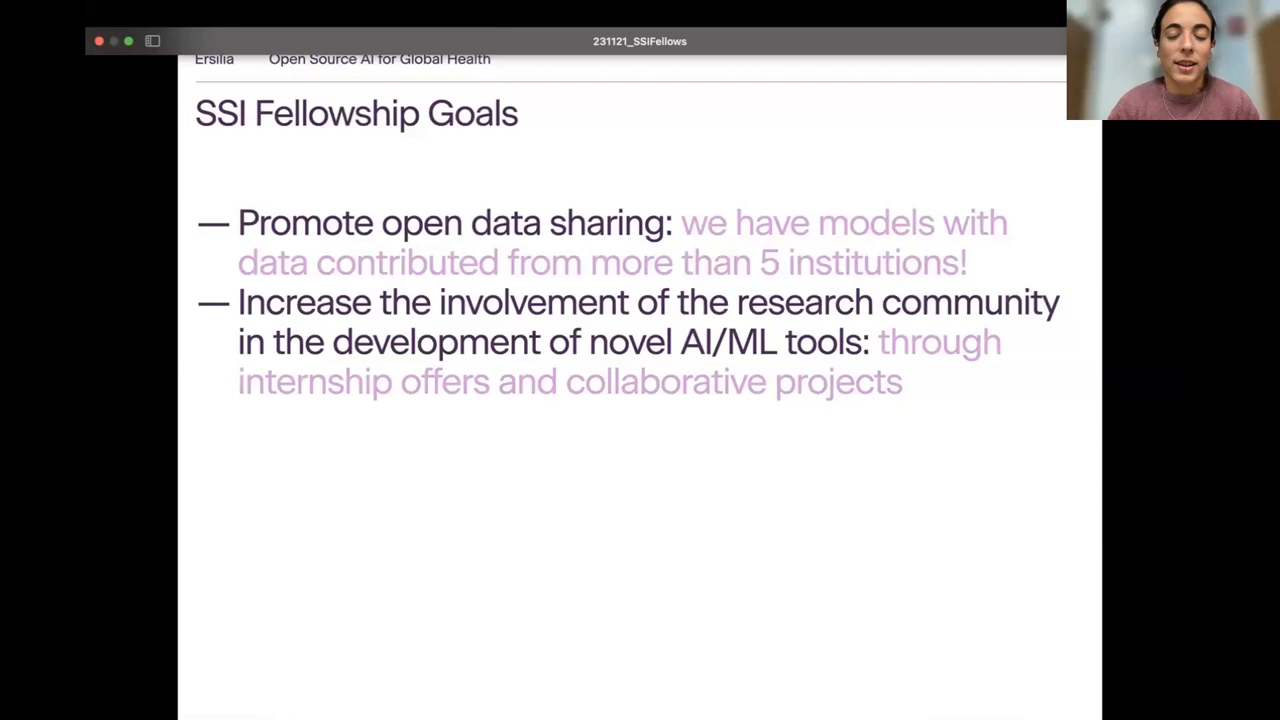 231121_SSIFellows
Ersilia Open Source AI for Global Health
SSI Fellowship Goals
— Promote open data sharing: we have models with
data contributed from more than 5 institutions!
— Increase the involvement of the research community
in the development of novel AI/ML tools: through
internship offers and collaborative projects